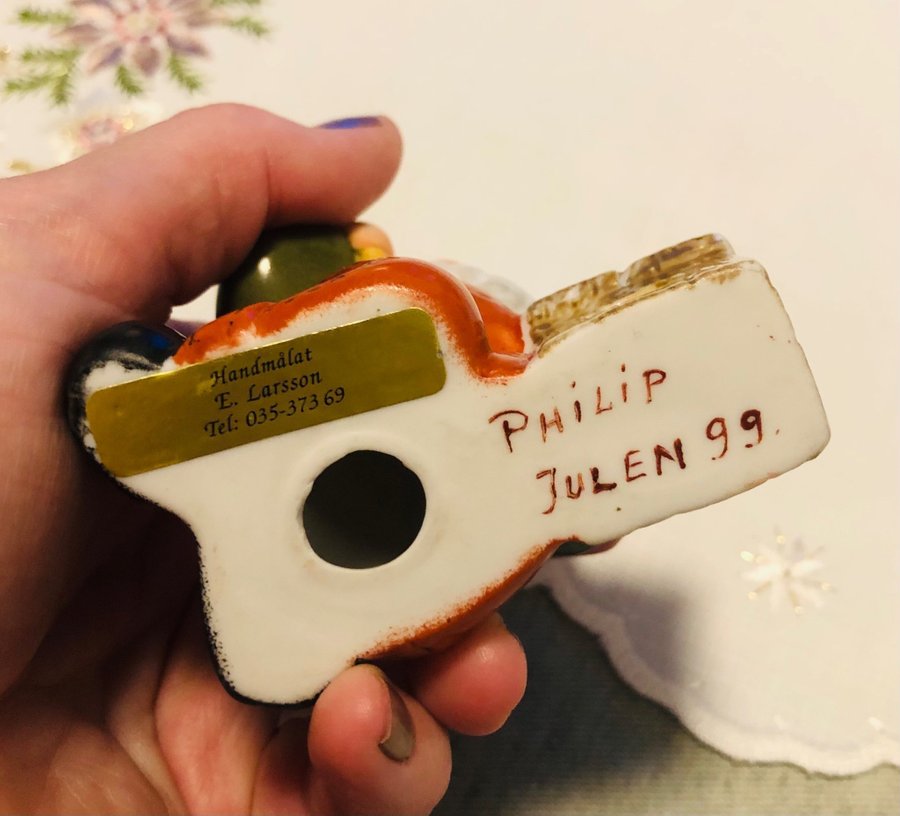 Handmålat
E. Larsson
Tel: 035-373 69
PHiLiP
JULEN 99.